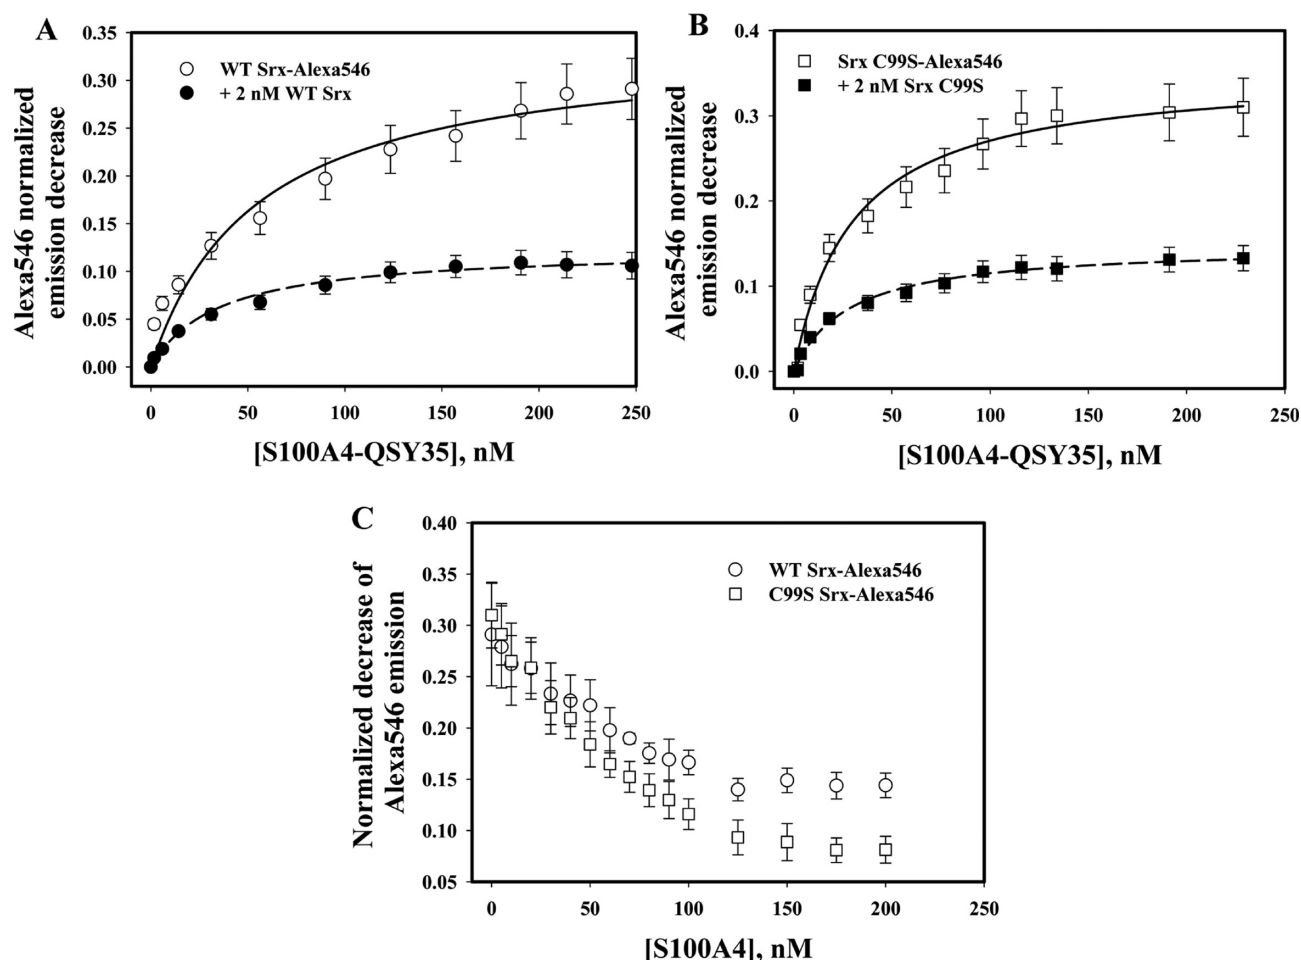 A
0.35
0.30
0.25
0.20
0.15
0.10
0.05
0.00
WT Srx-Alexa546
+ 2 nM WT Srx
Alexa546 normalized
emission decrease
0 50 100 150 200 250
[S100A4-QSY35], nM
B
0.4
0.3
0.2
0.1
0.0
Srx C99S-Alexa546
+ 2 nM Srx C99S
Alexa546 normalized
emission decrease
0 50 100 150 200 250
[S100A4-QSY35], nM
C
0.40
0.35
0.30
0.25
0.20
0.15
0.10
0.05
WT Srx-Alexa546
C99S Srx-Alexa546
Normalized decrease of
Alexa546 emission
0 50 100 150 200 250
[S100A4], nM